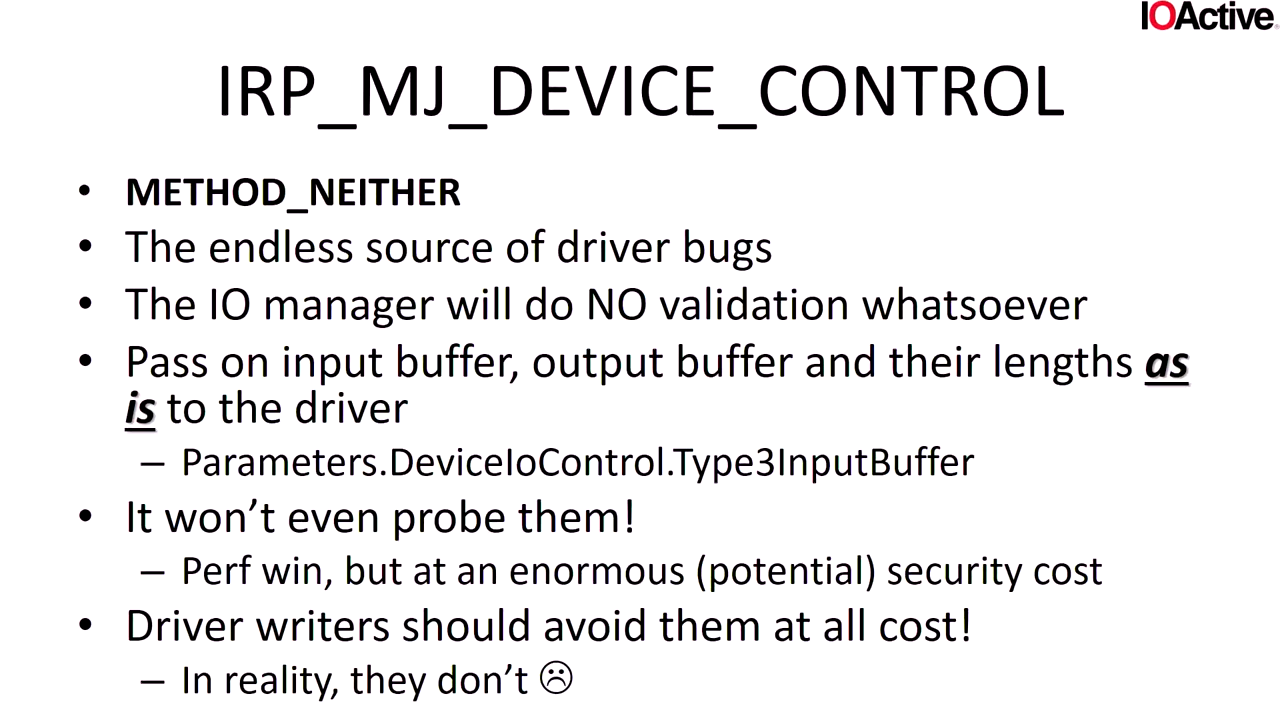 IOActive
IRP_MJ_DEVICE_CONTROL
• METHOD_NEITHER
• The endless source of driver bugs
• The IO manager will do NO validation whatsoever
• Pass on input buffer, output buffer and their lengths as
is to the driver
– Parameters.DeviceIoControl.Type3InputBuffer
• It won’t even probe them!
– Perf win, but at an enormous (potential) security cost
• Driver writers should avoid them at all cost!
– In reality, they don’t ☹